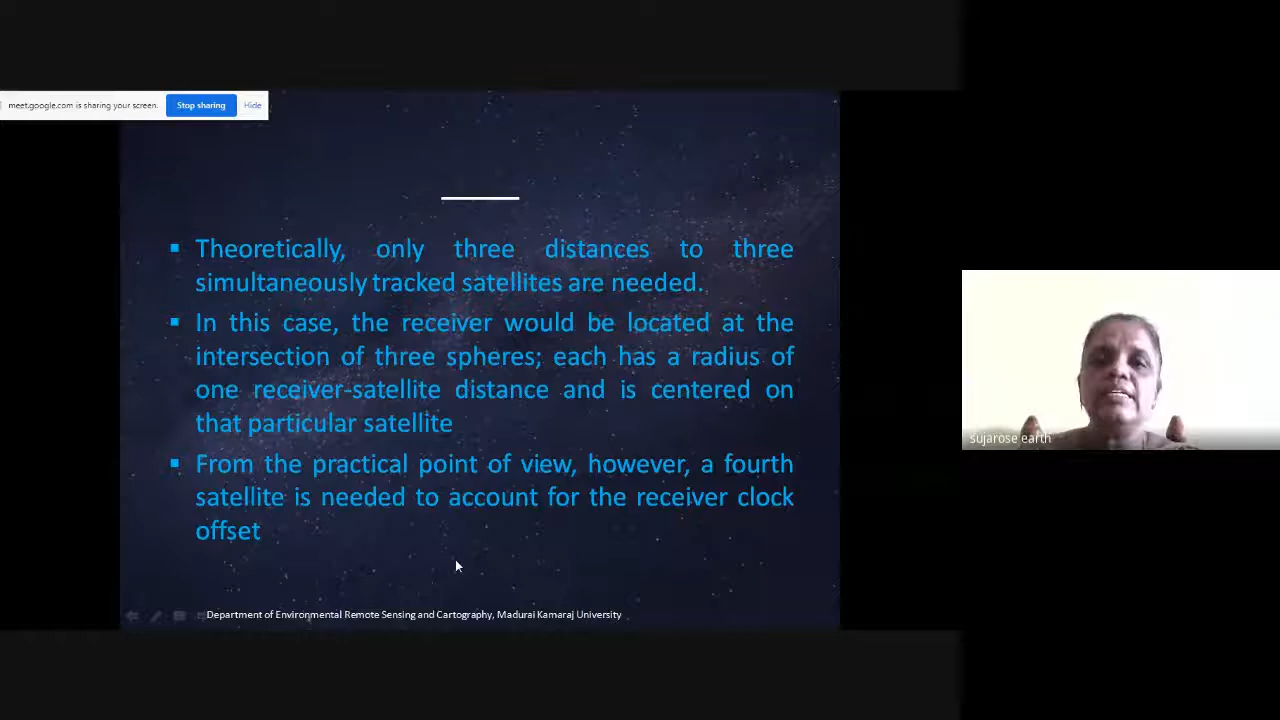 meet.google.com is sharing your screen.
Stop sharing
Hide
▪ Theoretically, only three distances to three
simultaneously tracked satellites are needed.
▪ In this case, the receiver would be located at the
intersection of three spheres; each has a radius of
one receiver-satellite distance and is centered on
that particular satellite
▪ From the practical point of view, however, a fourth
satellite is needed to account for the receiver clock
offset
Department of Environmental Remote Sensing and Cartography, Madurai Kamaraj University
sujarose earth